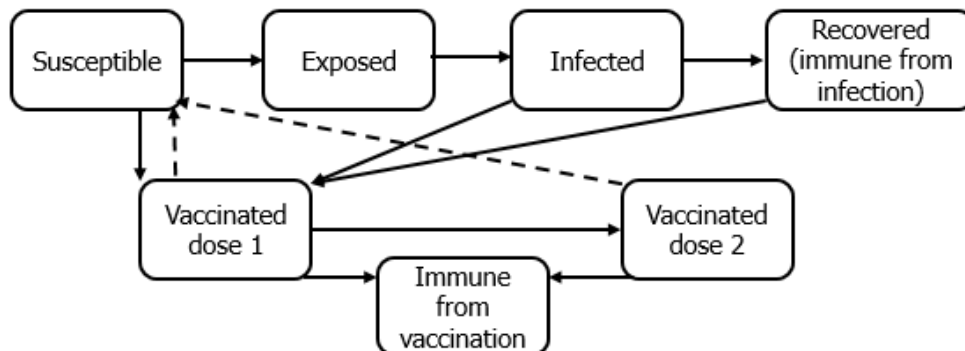 Susceptible
Exposed
Infected
Recovered
(immune from
infection)
Vaccinated
dose 1
Vaccinated
dose 2
Immune
from
vaccination